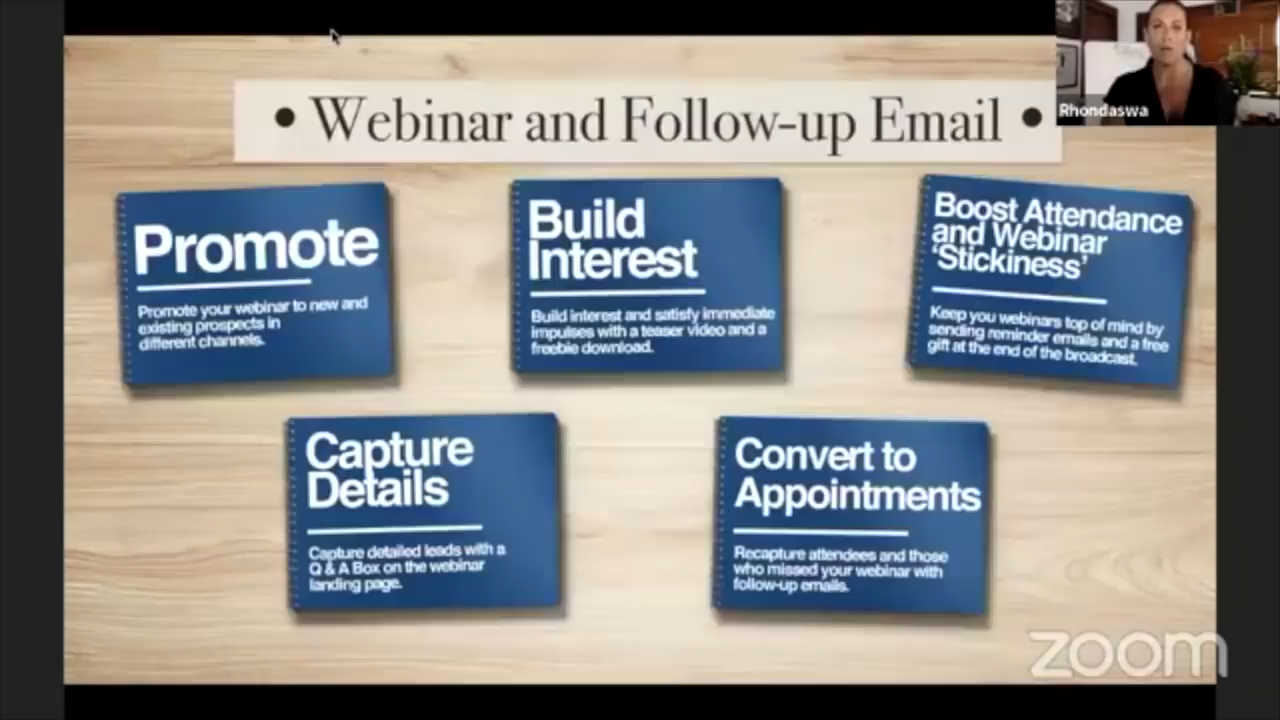 • Webinar and Follow-up Email •
Rhondaswa
Promote
Promote your webinar to new and
existing prospects in
different channels.
Build
Interest
Build interest and satisfy immediate
impulses with a teaser video and a
freebie download.
Boost Attendance
and Webinar
‘Stickiness’
Keep you webinars top of mind by
sending reminder emails and a free
gift at the end of the broadcast.
Capture
Details
Capture detailed leads with a
Q & A Box on the webinar
landing page.
Convert to
Appointments
Recapture attendees and those
who missed your webinar with
follow-up emails.
zoom